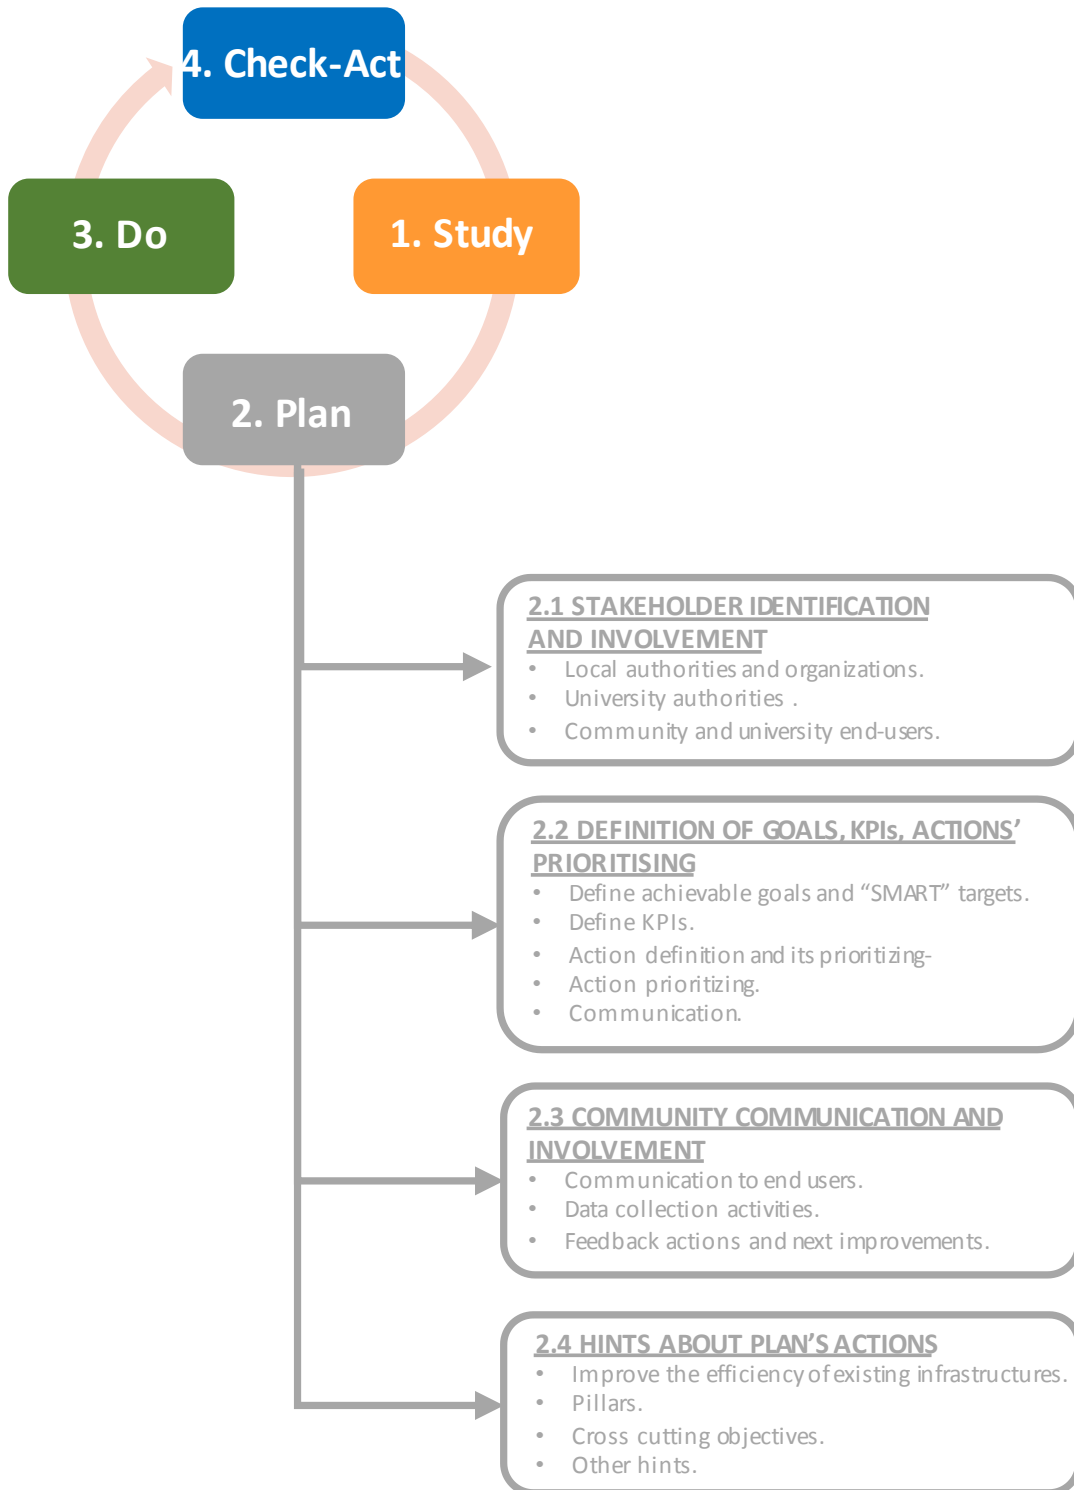 4. Check-Act
3. Do
1. Study
2. Plan
2.1 STAKEHOLDER IDENTIFICATION
AND INVOLVEMENT
• Local authorities and organizations.
• University authorities .
• Community and university end-users.
2.2 DEFINITION OF GOALS, KPIs, ACTIONS’
PRIORITISING
• Define achievable goals and “SMART” targets.
• Define KPIs.
• Action definition and its prioritizing-
• Action prioritizing.
• Communication.
2.3 COMMUNITY COMMUNICATION AND
INVOLVEMENT
• Communication to end users.
• Data collection activities.
• Feedback actions and next improvements.
2.4 HINTS ABOUT PLAN’S ACTIONS
• Improve the efficiency of existing infrastructures.
• Pillars.
• Cross cutting objectives.
• Other hints.